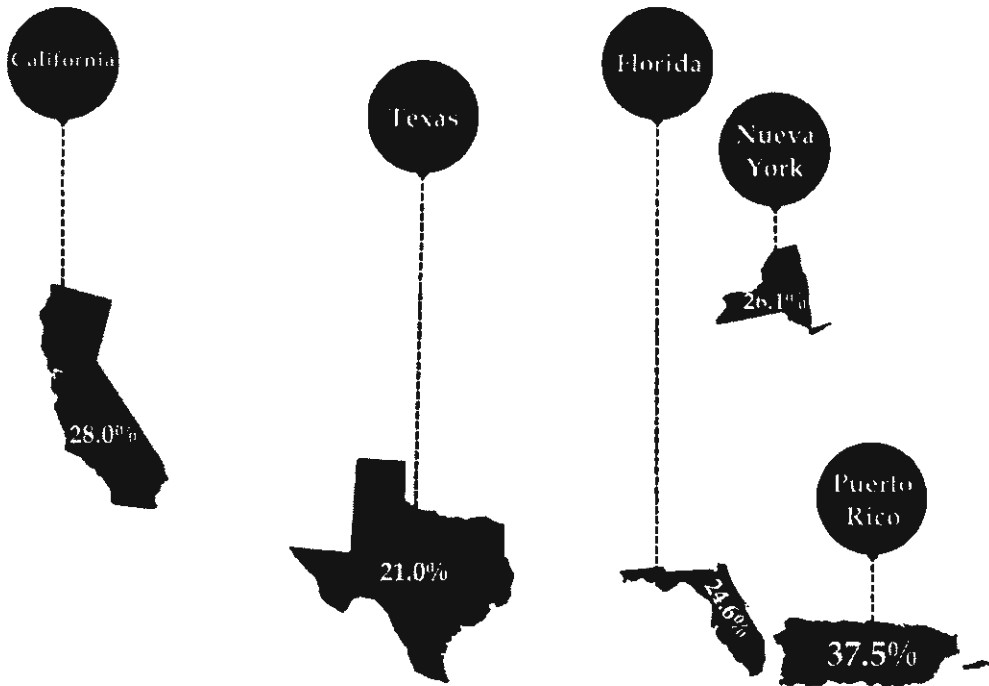 California
Texas
Florida
Nueva
York
26.1%
28.0%
21.0%
24.6%
Puerto
Rico
37.5%